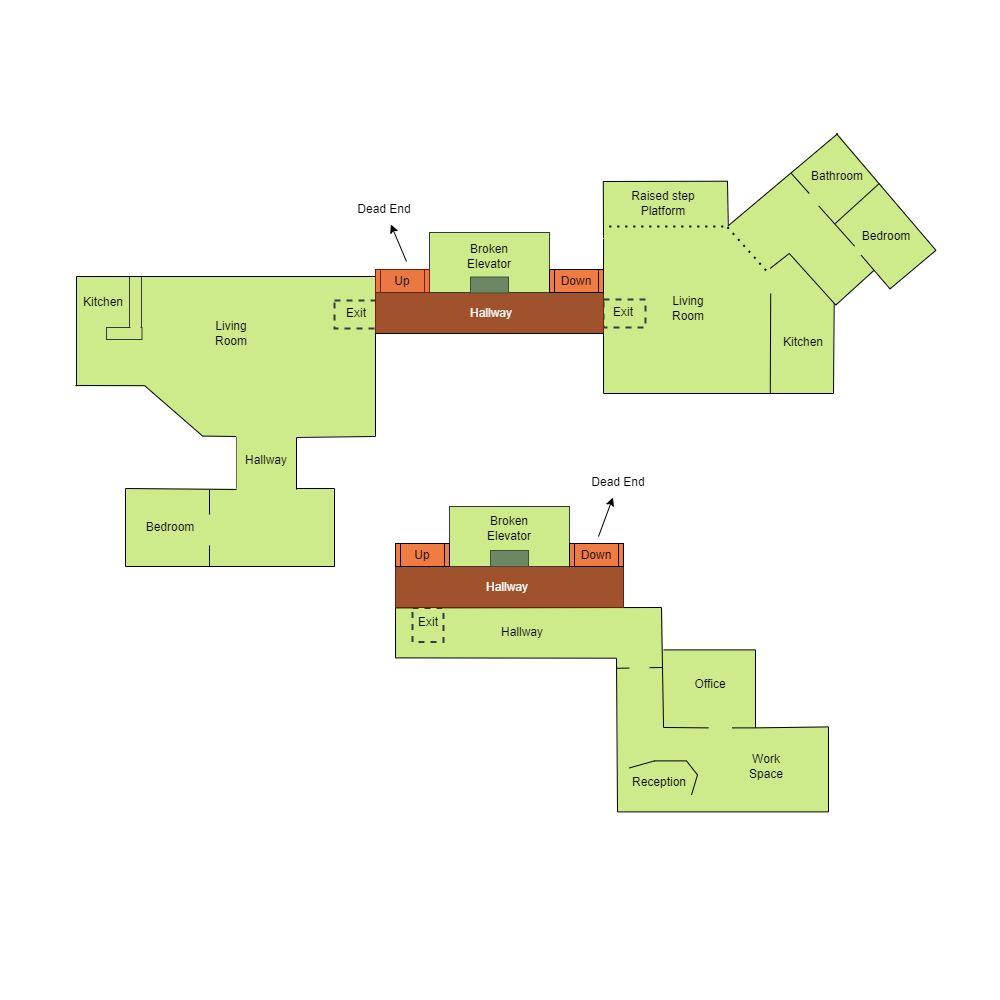 Dead End
Up
Broken
Elevator
Down
Hallway
Kitchen
Living
Room
Exit
Hallway
Bedroom
Raised step
Platform
Bathroom
Bedroom
Exit
Living
Room
Kitchen
Dead End
Up
Broken
Elevator
Down
Hallway
Exit
Hallway
Office
Work
Space
Reception